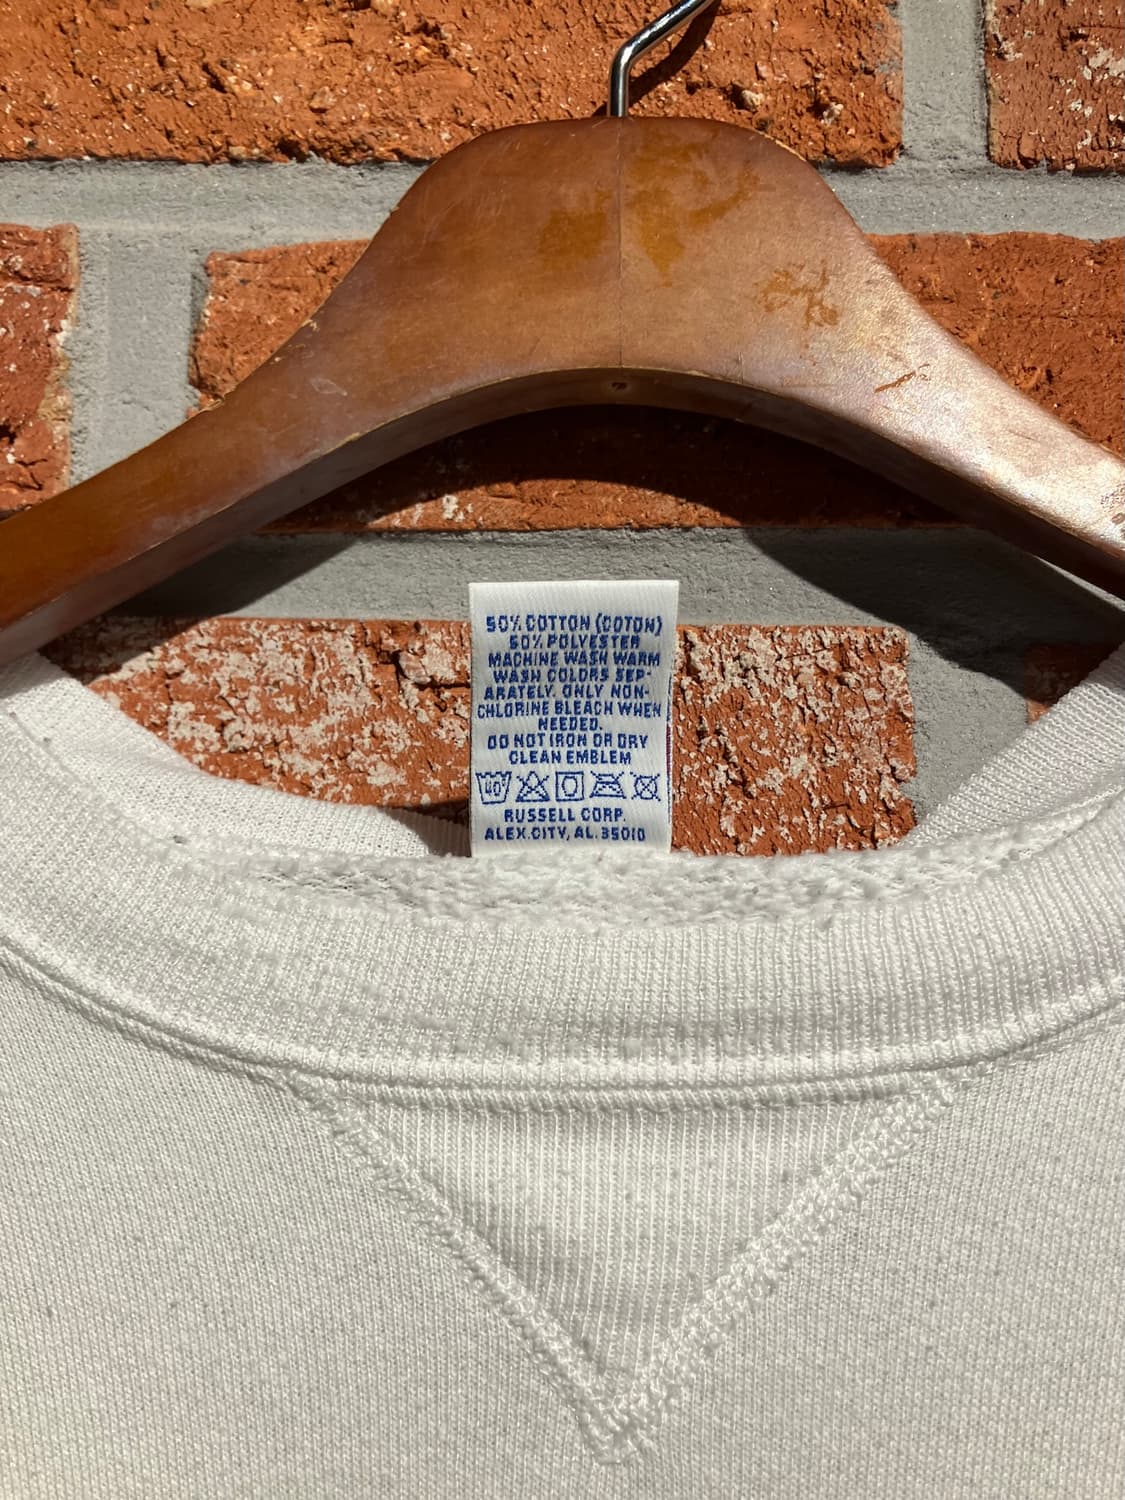 50% COTTON (COTON)
50% POLYESTER
MACHINE WASH WARM
WASH COLORS SEP-
ARATELY. ONLY NON-
CHLORINE BLEACH WHEN
NEEDED.
DO NOT IRON OR DRY
CLEAN EMBLEM
40°
RUSSELL CORP.
ALEX.CITY, AL. 35010